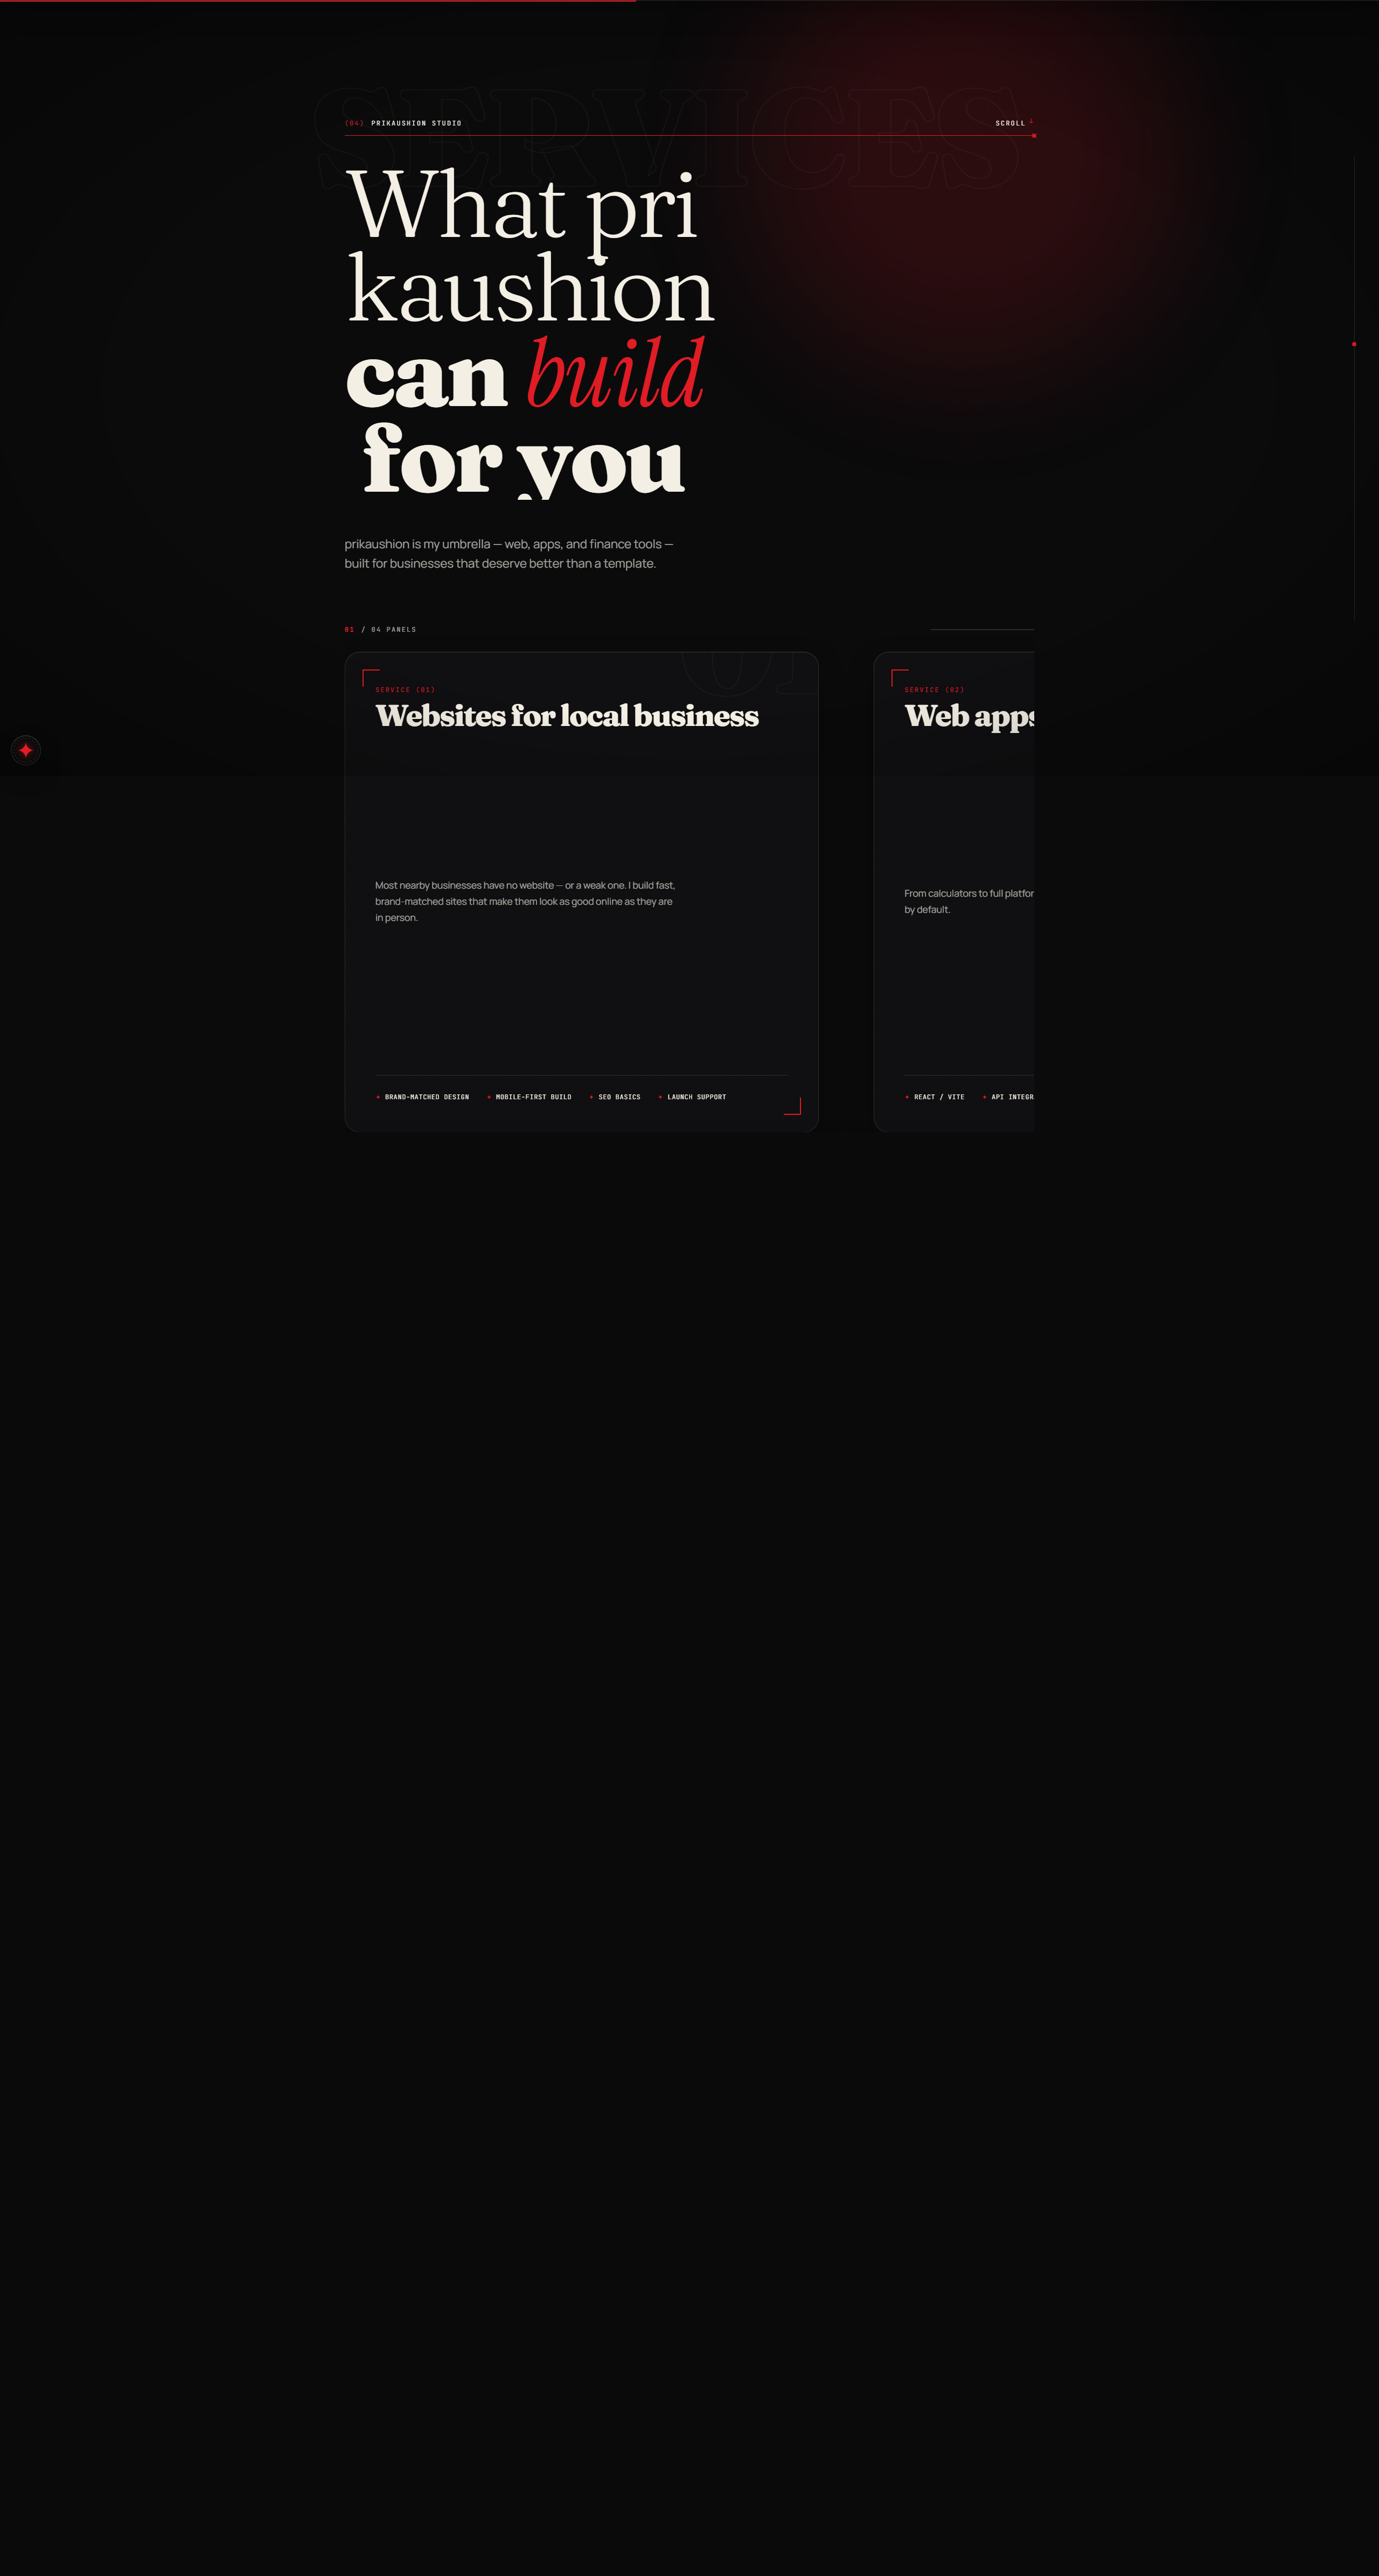 SERVICES
(04) PRIKAUSHION STUDIO
SCROLL ↓
What pri
kaushion
can build
for you
prikaushion is my umbrella — web, apps, and finance tools —
built for businesses that deserve better than a template.
01 / 04 PANELS
01
SERVICE (01)
Websites for local business
Most nearby businesses have no website — or a weak one. I build fast,
brand-matched sites that make them look as good online as they are
in person.
BRAND-MATCHED DESIGN
MOBILE-FIRST BUILD
SEO BASICS
LAUNCH SUPPORT
SERVICE (02)
Web apps
From calculators to full platfor
by default.
REACT / VITE
API INTEGR